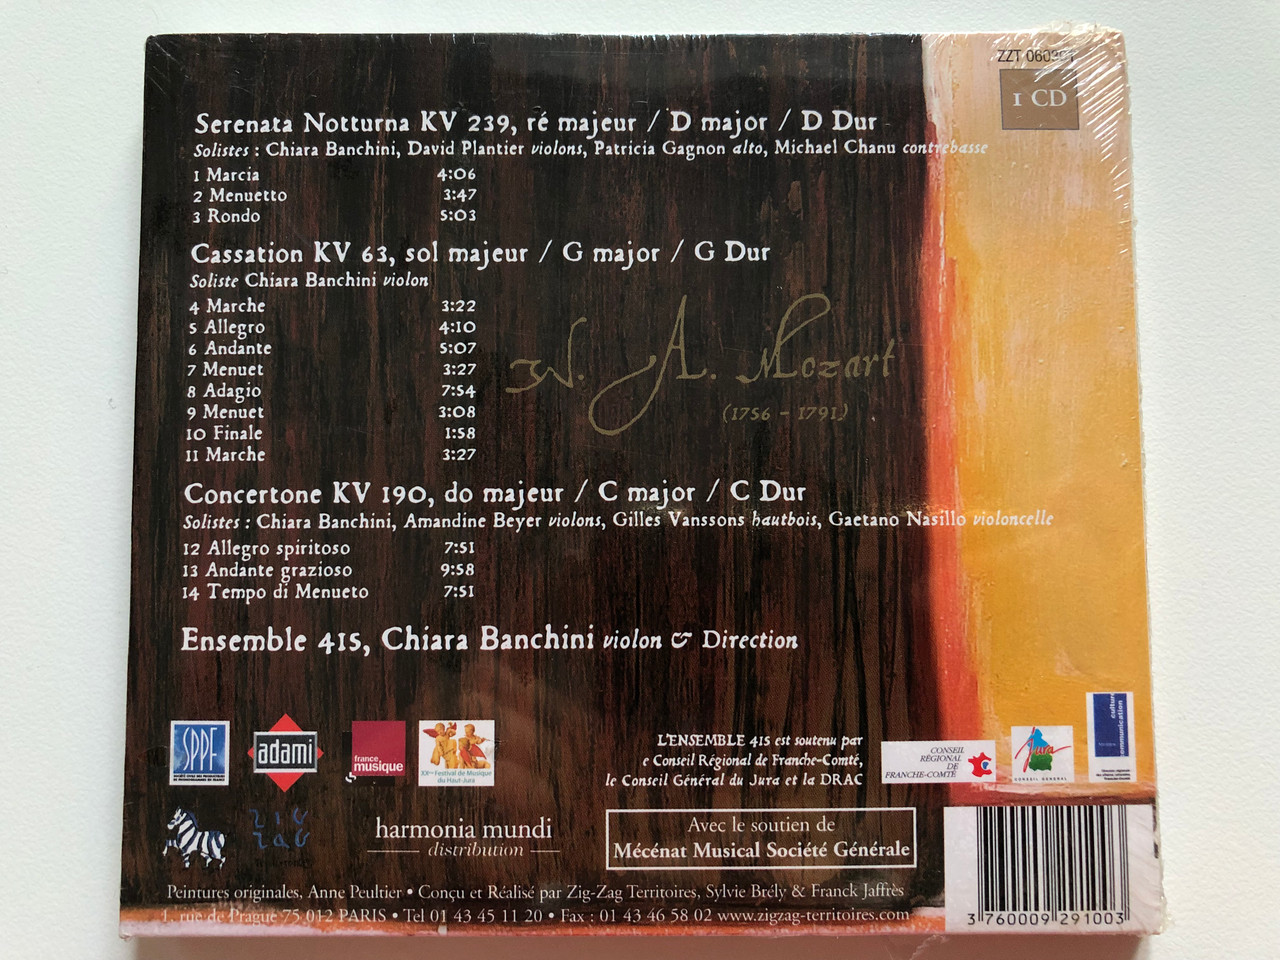 ZZT 060301
1 CD
Serenata Notturna KV 239, ré majeur / D major / D Dur
Solistes : Chiara Banchini, David Plantier violons, Patricia Gagnon alto, Michael Chanu contrebasse
1 Marcia 4:06
2 Menuetto 3:47
3 Rondo 5:03
Cassation KV 63, sol majeur / G major / G Dur
Soliste Chiara Banchini violon
4 Marche 3:22
5 Allegro 4:10
6 Andante 5:07
7 Menuet 3:27
8 Adagio 7:54
9 Menuet 3:08
10 Finale 1:58
11 Marche 3:27
W. A. Mozart
(1756 - 1791)
Concertone KV 190, do majeur / C major / C Dur
Solistes : Chiara Banchini, Amandine Beyer violons, Gilles Vanssons hautbois, Gaetano Nasillo violoncelle
12 Allegro spiritoso 7:51
13 Andante grazioso 9:58
14 Tempo di Menueto 7:51
Ensemble 415, Chiara Banchini violon & Direction
SPPF
adami
france musique
XXème Festival de Musique
du Haut Jura
L'ENSEMBLE 415 est soutenu par
e Conseil Régional de Franche-Comté,
le Conseil Général du Jura et la DRAC
CONSEIL
RÉGIONAL
DE
FRANCHE-COMTÉ
Jura
CONSEIL GENERAL
ZIG
ZAG
harmonia mundi
distribution
Avec le soutien de
Mécénat Musical Société Générale
Peintures originales, Anne Peultier • Conçu et Réalisé par Zig-Zag Territoires, Sylvie Brély & Franck Jaffrès
1, rue de Prague 75 012 PARIS • Tel 01 43 45 11 20 • Fax : 01 43 46 58 02 www.zigzag-territoires.com
3 760009 291003